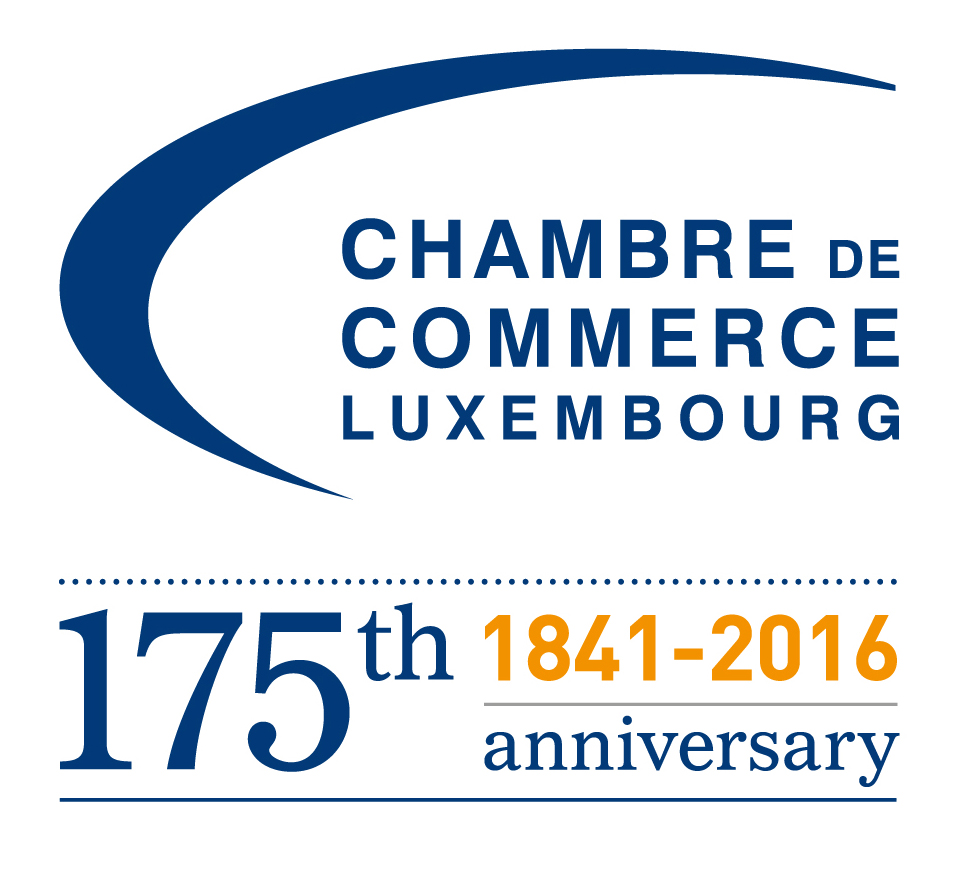 CHAMBRE DE
COMMERCE
LUXEMBOURG
175th 1841-2016
anniversary